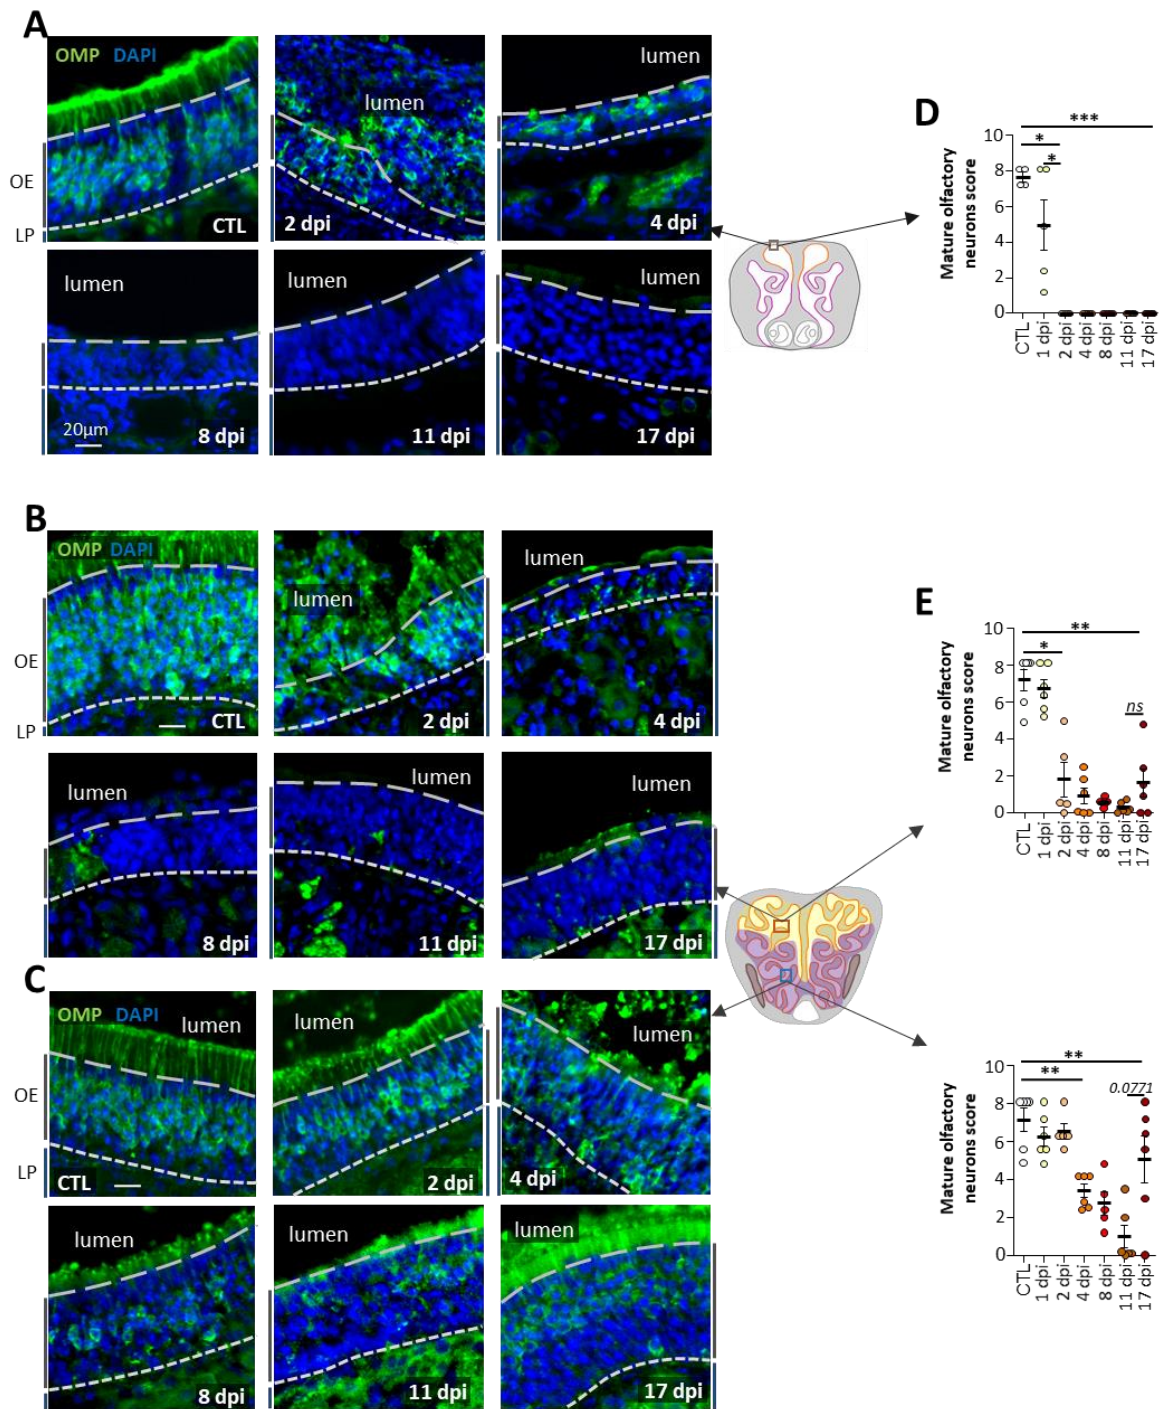 A
OMP DAPI
CTL
lumen
2 dpi
lumen
4 dpi
OE
LP
lumen
20µm
8 dpi
11 dpi
lumen
17 dpi
D
***
*
*
Mature olfactory
neurons score
10
8
6
4
2
0
CTL
1 dpi
2 dpi
4 dpi
8 dpi
11 dpi
17 dpi
B
OMP DAPI
CTL
lumen
2 dpi
lumen
4 dpi
OE
LP
lumen
8 dpi
lumen
11 dpi
lumen
17 dpi
E
**
*
ns
Mature olfactory
neurons score
10
8
6
4
2
0
CTL
1 dpi
2 dpi
4 dpi
8 dpi
11 dpi
17 dpi
C
OMP DAPI
lumen
CTL
lumen
2 dpi
lumen
4 dpi
OE
LP
lumen
8 dpi
lumen
11 dpi
lumen
17 dpi
**
**
0.0771
Mature olfactory
neurons score
10
8
6
4
2
0
CTL
1 dpi
2 dpi
4 dpi
8 dpi
11 dpi
17 dpi